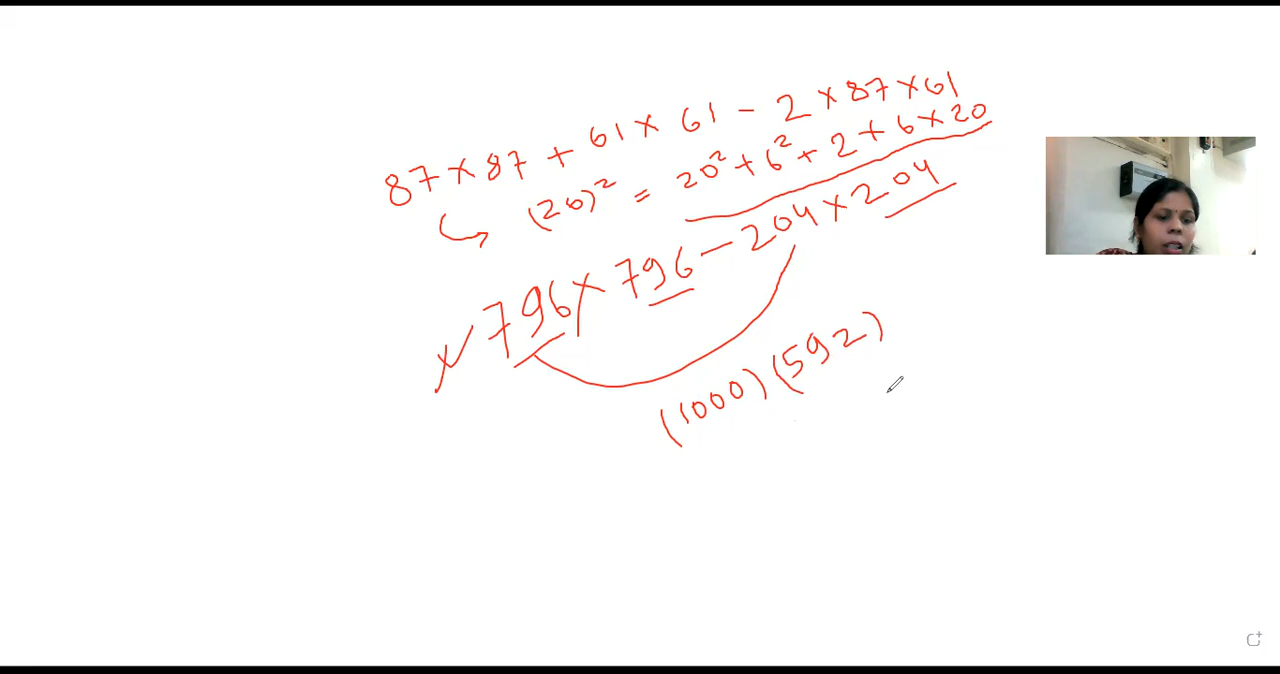 87 × 87 + 61 × 61 - 2 × 87 × 61
(26)² = 20² + 6² + 2 × 6 × 20
× 796 × 796 - 204 × 204
(1000) (592)